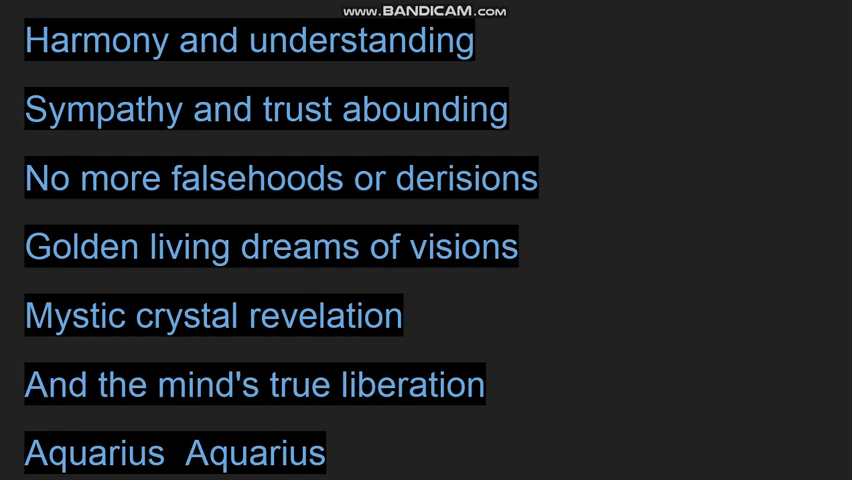 www.BANDICAM.com
Harmony and understanding
Sympathy and trust abounding
No more falsehoods or derisions
Golden living dreams of visions
Mystic crystal revelation
And the mind's true liberation
Aquarius  Aquarius